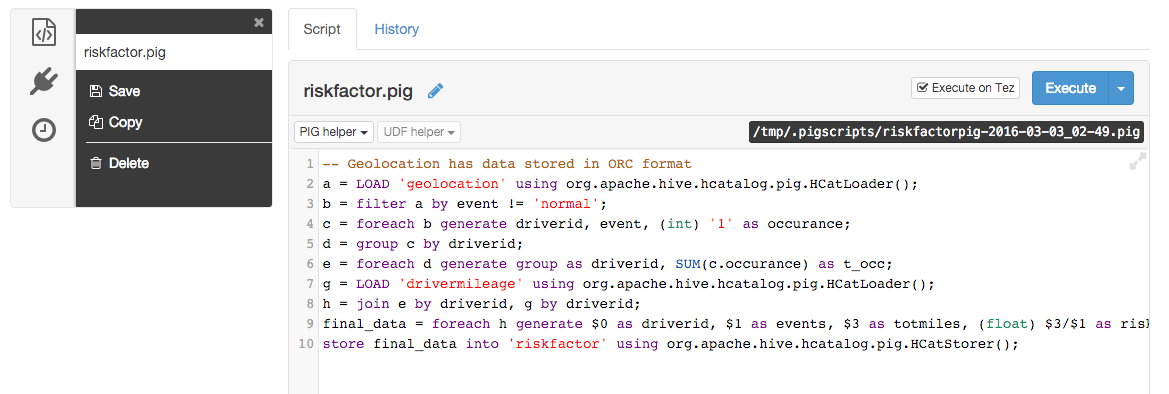 riskfactor.pig
Save
Copy
Delete
Script
History
riskfactor.pig
Execute on Tez
Execute
PIG helper
UDF helper
/tmp/.pigscripts/riskfactorpig-2016-03-03_02-49.pig
1 -- Geolocation has data stored in ORC format
2 a = LOAD 'geolocation' using org.apache.hive.hcatalog.pig.HCatLoader();
3 b = filter a by event != 'normal';
4 c = foreach b generate driverid, event, (int) '1' as occurance;
5 d = group c by driverid;
6 e = foreach d generate group as driverid, SUM(c.occurance) as t_occ;
7 g = LOAD 'drivermileage' using org.apache.hive.hcatalog.pig.HCatLoader();
8 h = join e by driverid, g by driverid;
9 final_data = foreach h generate $0 as driverid, $1 as events, $3 as totmiles, (float) $3/$1 as
10 store final_data into 'riskfactor' using org.apache.hive.hcatalog.pig.HCatStorer();